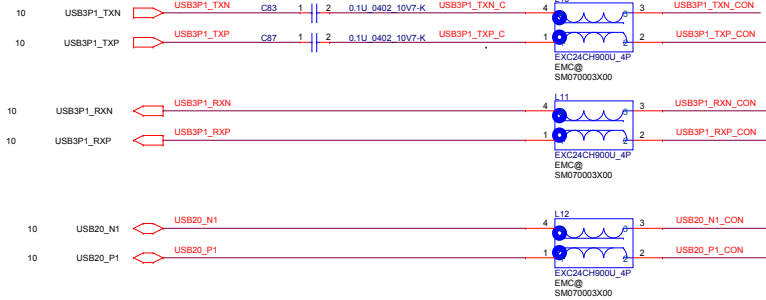 10 USB3P1_TXN USB3P1_TXN C83 1 2 0.1U_0402_10V7-K USB3P1_TXN_C 4 3 USB3P1_TXN_CON
10 USB3P1_TXP USB3P1_TXP C87 1 2 0.1U_0402_10V7-K USB3P1_TXP_C 1 2 USB3P1_TXP_CON
EXC24CH900U_4P
EMC@
SM070003X00
L11
10 USB3P1_RXN USB3P1_RXN 4 3 USB3P1_RXN_CON
10 USB3P1_RXP USB3P1_RXP 1 2 USB3P1_RXP_CON
EXC24CH900U_4P
EMC@
SM070003X00
L12
10 USB20_N1 USB20_N1 4 3 USB20_N1_CON
10 USB20_P1 USB20_P1 1 2 USB20_P1_CON
EXC24CH900U_4P
EMC@
SM070003X00